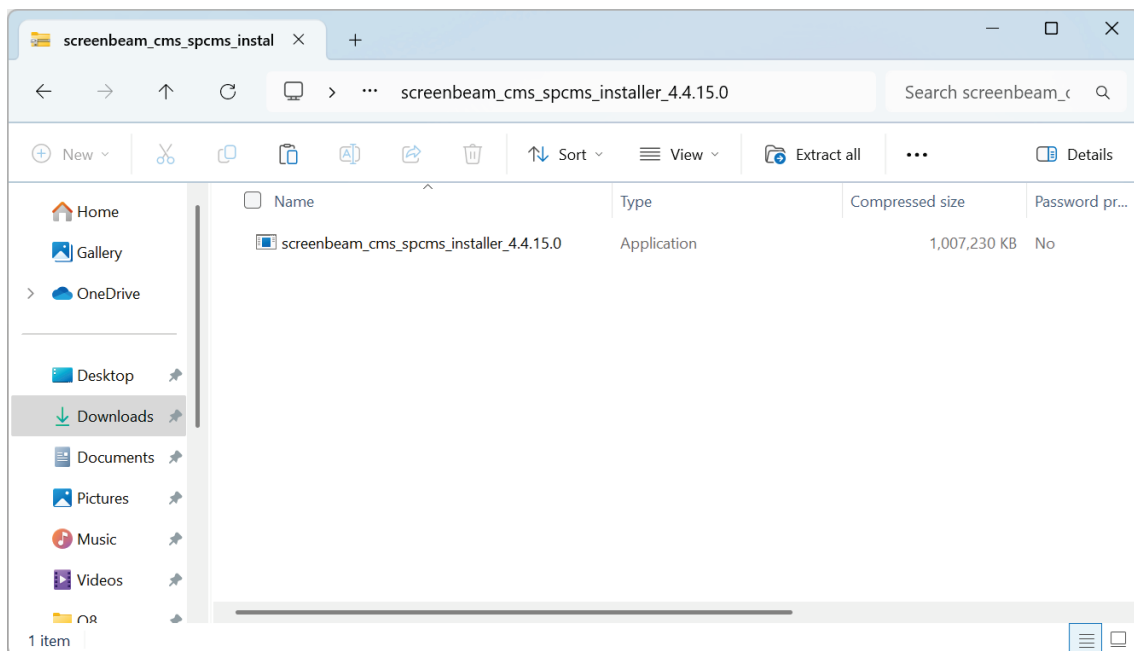 screenbeam_cms_spcms_instal
screenbeam_cms_spcms_installer_4.4.15.0
Search screenbeam_c
New
Sort
View
Extract all
Details
Home
Gallery
OneDrive
Desktop
Downloads
Documents
Pictures
Music
Videos
Q8
Name
Type
Compressed size
Password pr...
screenbeam_cms_spcms_installer_4.4.15.0
Application
1,007,230 KB
No
1 item